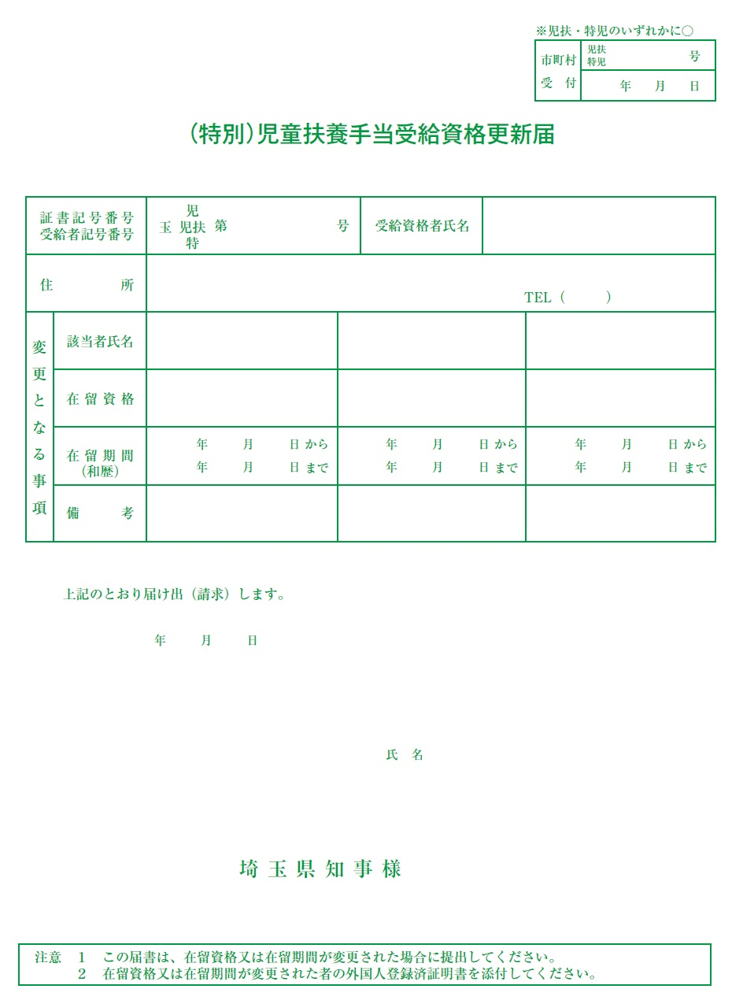 ※児扶・特児のいずれかに〇
市町村
受　付
児扶
特児
号
年　月　日
（特別）児童扶養手当受給資格更新届
証書記号番号
受給者記号番号
児
玉 児扶 第　　　号
特
受給資格者氏名
住　所
TEL（　　）
変更となる事項
該当者氏名
在留資格
在留期間
（和歴）
年　月　日 から
年　月　日 まで
年　月　日 から
年　月　日 まで
年　月　日 から
年　月　日 まで
備　考
上記のとおり届け出（請求）します。
年　月　日
氏　名
埼玉県知事様
注意　１　この届書は、在留資格又は在留期間が変更された場合に提出してください。
２　在留資格又は在留期間が変更された者の外国人登録済証明書を添付してください。